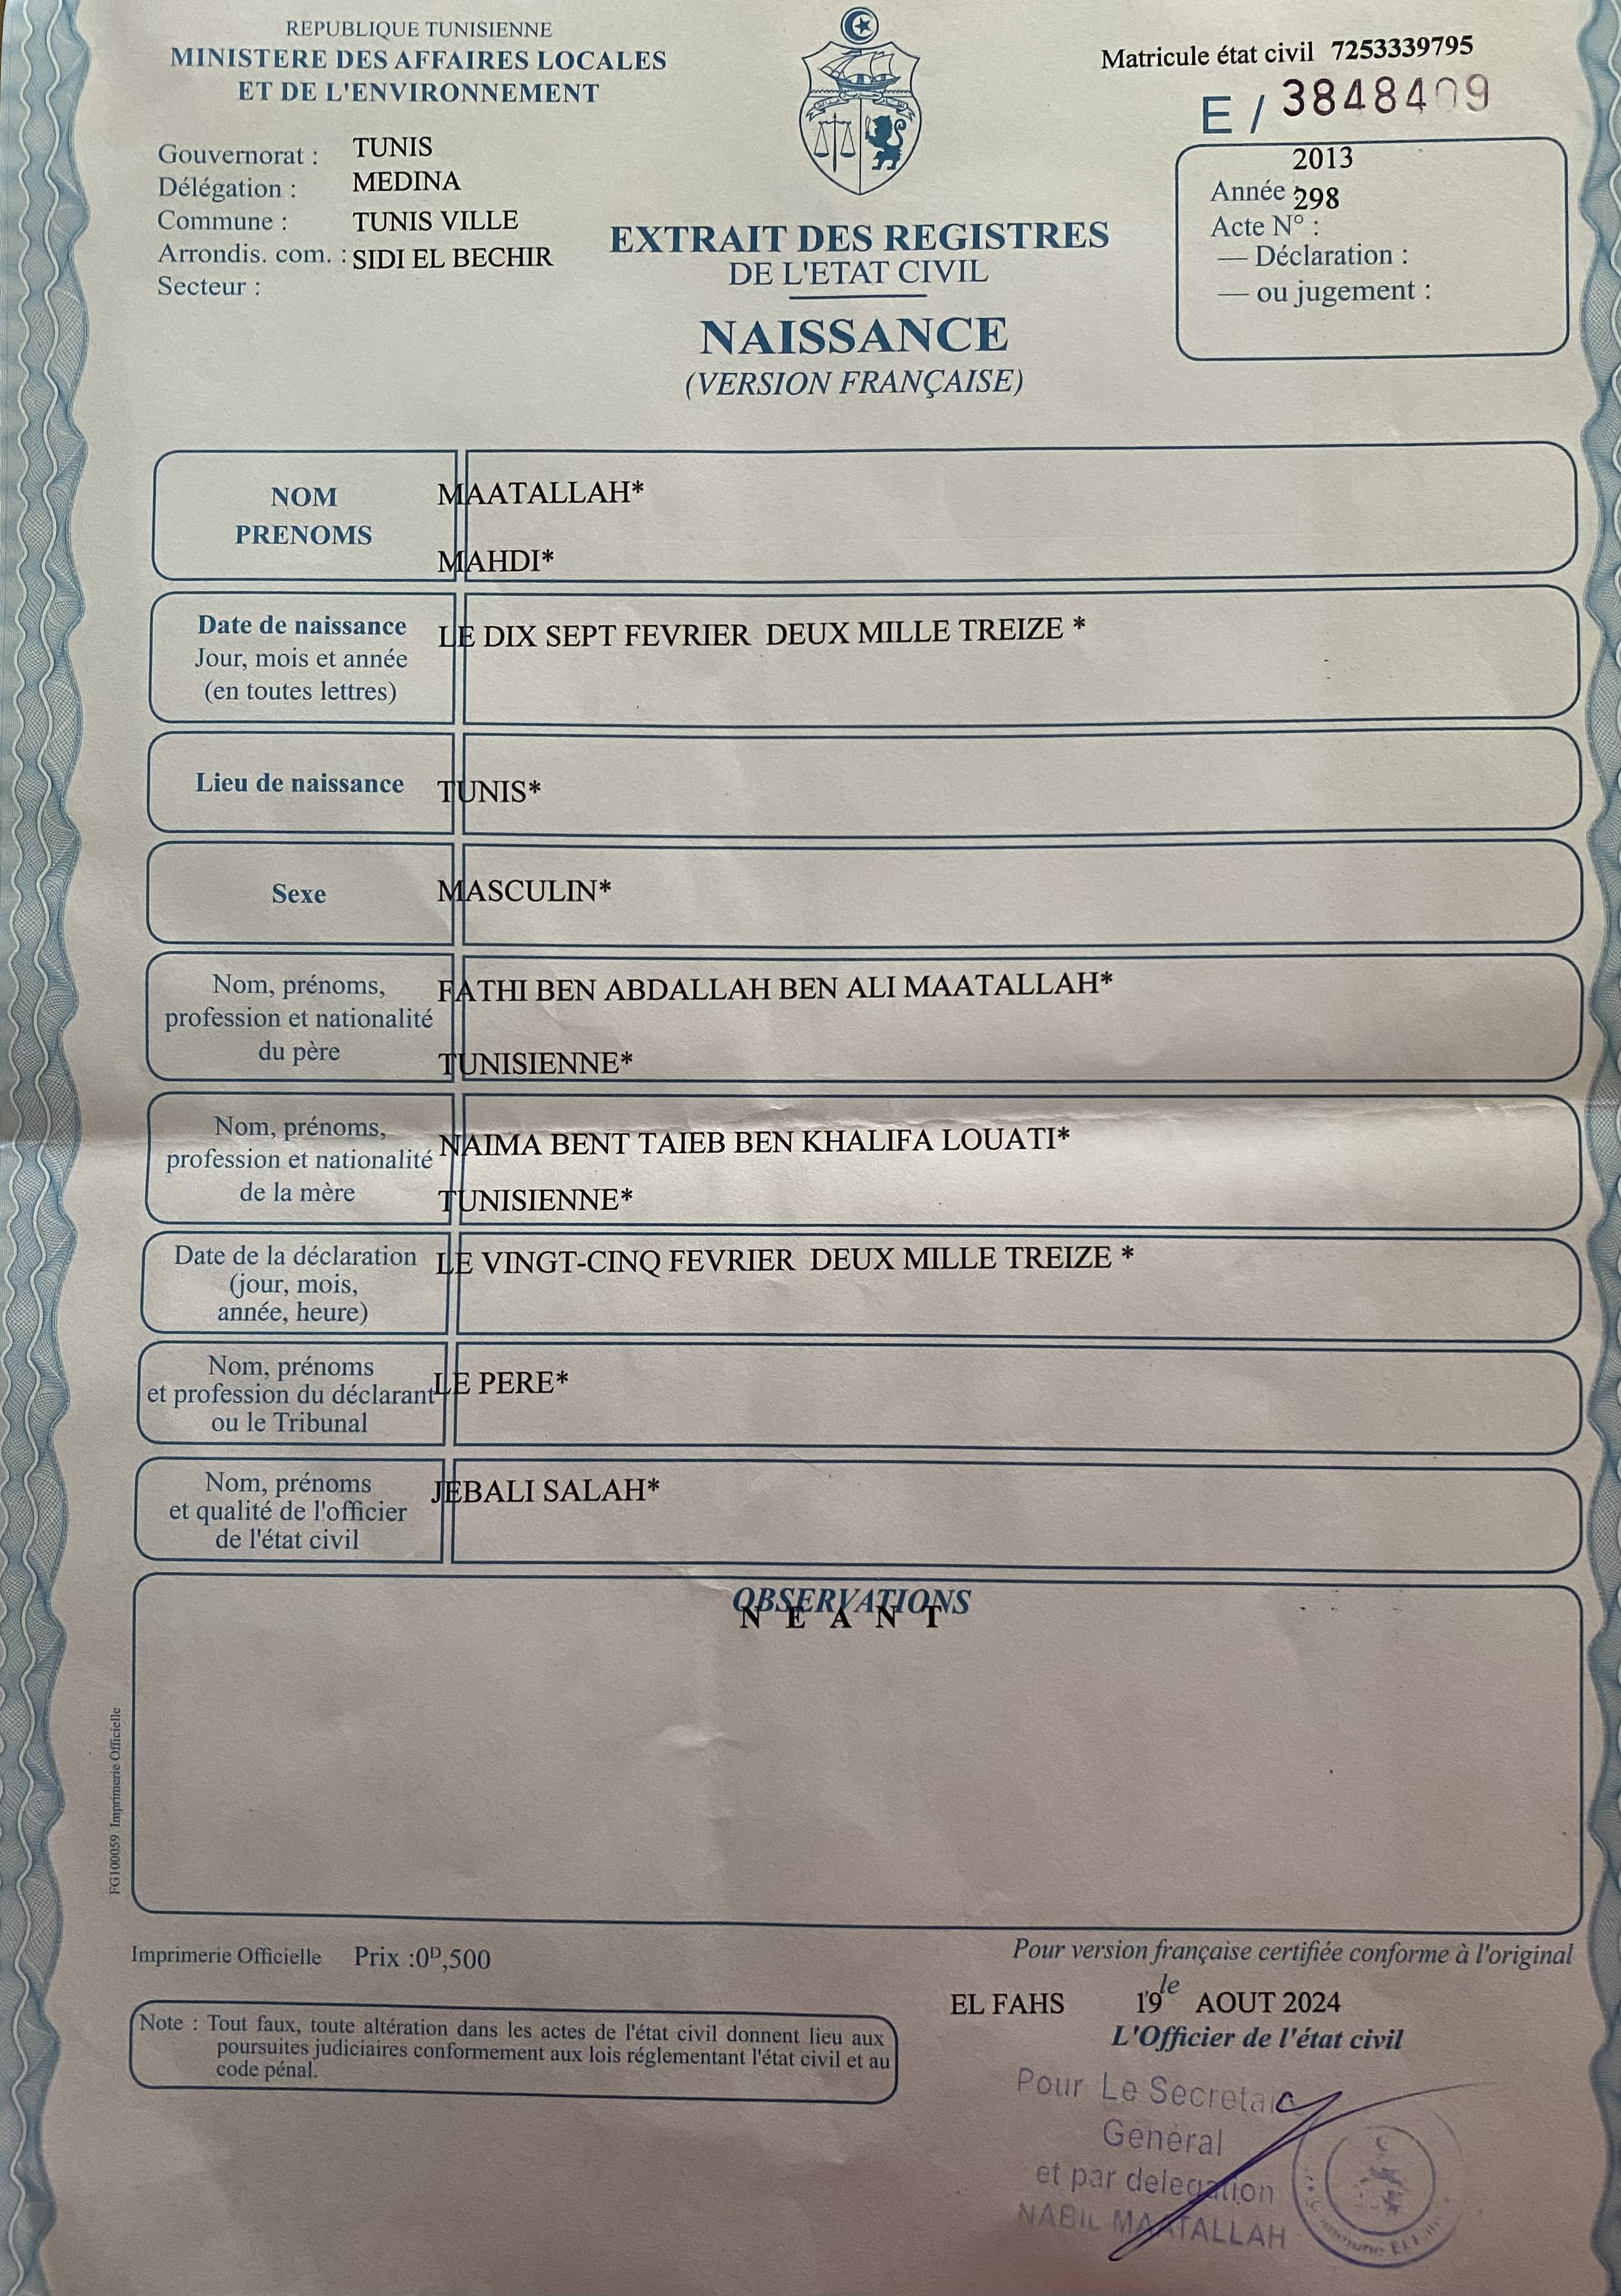 REPUBLIQUE TUNISIENNE
MINISTERE DES AFFAIRES LOCALES
ET DE L'ENVIRONNEMENT
Gouvernorat : TUNIS
Délégation : MEDINA
Commune : TUNIS VILLE
Arrondis. com. : SIDI EL BECHIR
Secteur :
Matricule état civil 7253339795
E / 3848409
2013
Année :
298
Acte N° :
— Déclaration :
— ou jugement :
EXTRAIT DES REGISTRES
DE L'ETAT CIVIL
NAISSANCE
(VERSION FRANÇAISE)
NOM MAATALLAH*
PRENOMS MAHDI*
Date de naissance
Jour, mois et année
(en toutes lettres)
LE DIX SEPT FEVRIER DEUX MILLE TREIZE *
Lieu de naissance TUNIS*
Sexe MASCULIN*
Nom, prénoms,
profession et nationalité
du père
FATHI BEN ABDALLAH BEN ALI MAATALLAH*
TUNISIENNE*
Nom, prénoms,
profession et nationalité
de la mère
NAIMA BENT TAIEB BEN KHALIFA LOUATI*
TUNISIENNE*
Date de la déclaration
(jour, mois,
année, heure)
LE VINGT-CINQ FEVRIER DEUX MILLE TREIZE *
Nom, prénoms
et profession du déclarant
ou le Tribunal
LE PERE*
Nom, prénoms
et qualité de l'officier
de l'état civil
JEBALI SALAH*
OBSERVATIONS
N E A N T
FG100059 Imprimerie Officielle
Imprimerie Officielle Prix :0ᴰ,500
Pour version française certifiée conforme à l'original
le
EL FAHS 19 AOUT 2024
L'Officier de l'état civil
Note : Tout faux, toute altération dans les actes de l'état civil donnent lieu aux
poursuites judiciaires conformement aux lois réglementant l'état civil et au
code pénal.
Pour Le Secretaire
Général
et par delegation
NABIL MAATALLAH